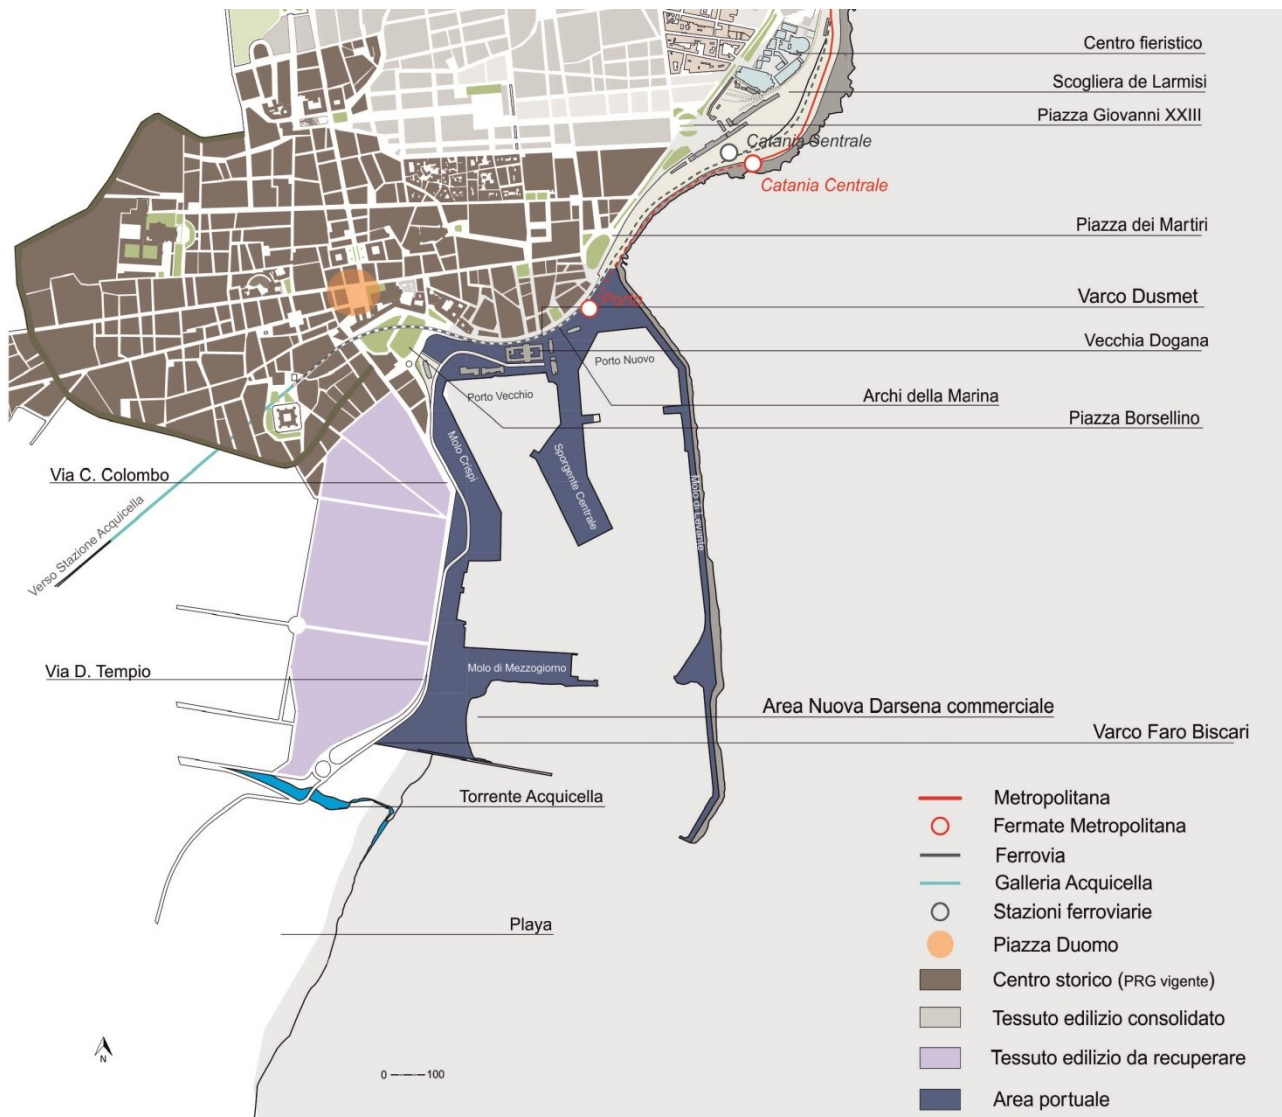 Centro fieristico
Scogliera de Larmisi
Piazza Giovanni XXIII
Catania Sentrale
Catania Centrale
Piazza dei Martiri
Varco Dusmet
Porto
Vecchia Dogana
Porto Nuovo
Archi della Marina
Porto Vecchio
Piazza Borsellino
Molo Crispi
Sporgente Centrale
Molo di Levante
Via C. Colombo
Verso Stazione Acquicella
Via D. Tempio
Molo di Mezzogiorno
Area Nuova Darsena commerciale
Varco Faro Biscari
Torrente Acquicella
Playa
Metropolitana
Fermate Metropolitana
Ferrovia
Galleria Acquicella
Stazioni ferroviarie
Piazza Duomo
Centro storico (PRG vigente)
Tessuto edilizio consolidato
Tessuto edilizio da recuperare
Area portuale
N
0 100